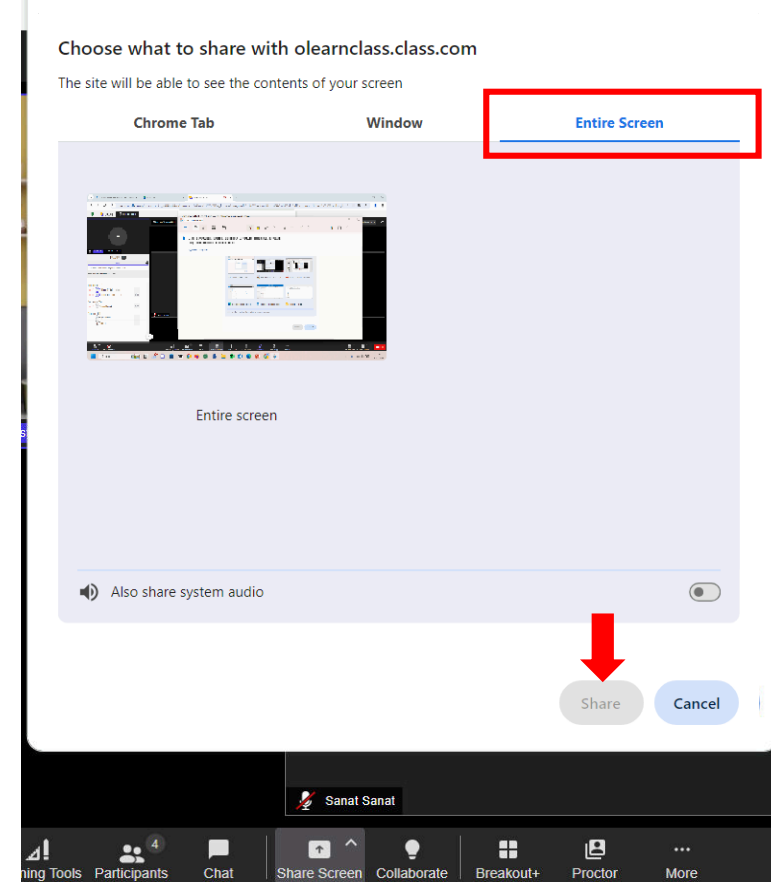 Choose what to share with olearnclass.class.com
The site will be able to see the contents of your screen
Chrome Tab Window Entire Screen
Entire screen
Also share system audio
Share Cancel
Sanat Sanat
4
ning Tools Participants Chat Share Screen Collaborate Breakout+ Proctor More